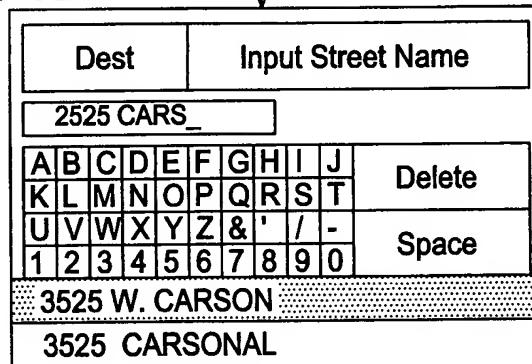 Dest Input Street Name
2525 CARS_
A B C D E F G H I J
K L M N O P Q R S T Delete
U V W X Y Z & ' / -
1 2 3 4 5 6 7 8 9 0 Space
3525 W. CARSON
3525 CARSONAL